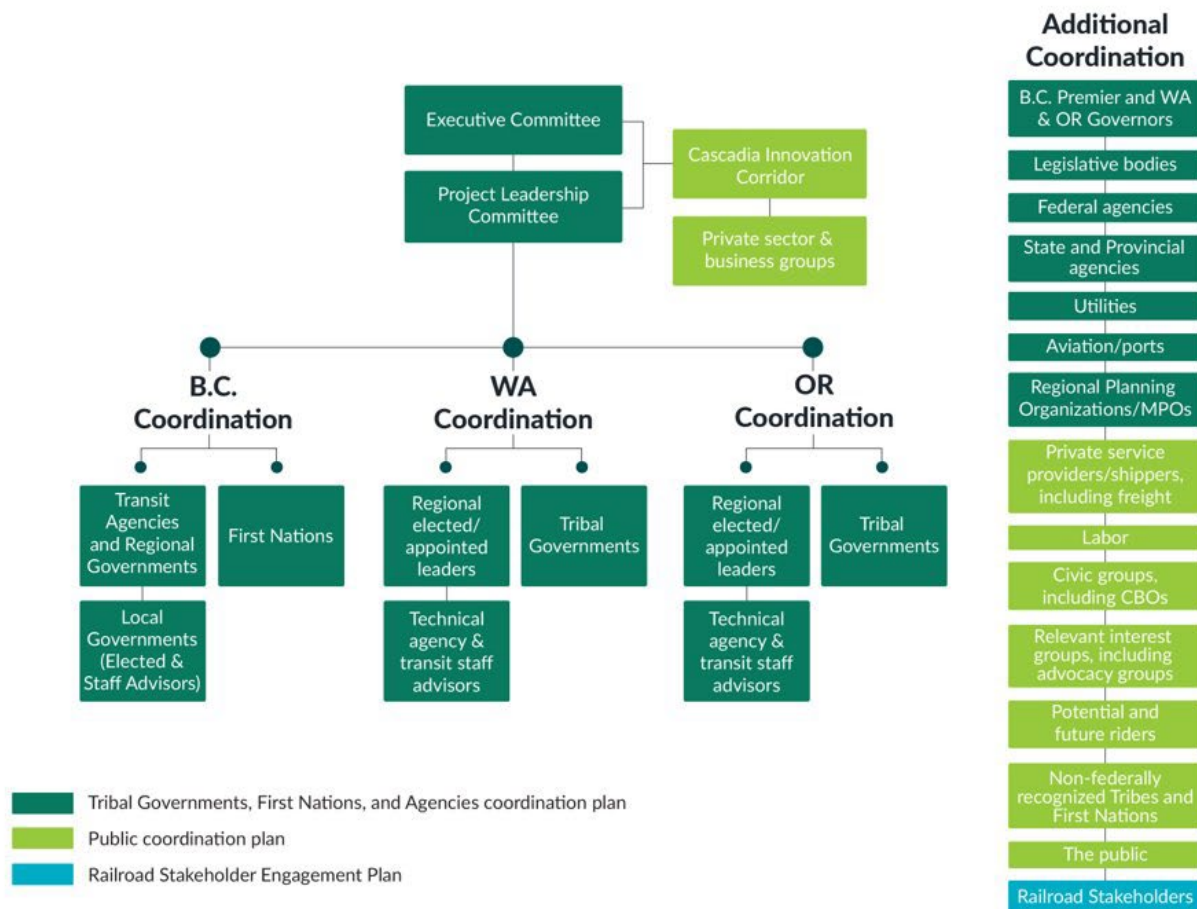 Executive Committee
Project Leadership
Committee
Cascadia Innovation
Corridor
Private sector &
business groups
B.C.
Coordination
WA
Coordination
OR
Coordination
Transit
Agencies
and Regional
Governments
First Nations
Local
Governments
(Elected &
Staff Advisors)
Regional
elected/
appointed
leaders
Tribal
Governments
Technical
agency &
transit staff
advisors
Regional
elected/
appointed
leaders
Tribal
Governments
Technical
agency &
transit staff
advisors
Tribal Governments, First Nations, and Agencies coordination plan
Public coordination plan
Railroad Stakeholder Engagement Plan
Additional
Coordination
B.C. Premier and WA
& OR Governors
Legislative bodies
Federal agencies
State and Provincial
agencies
Utilities
Aviation/ports
Regional Planning
Organizations/MPOs
Private service
providers/shippers,
including freight
Labor
Civic groups,
including CBOs
Relevant interest
groups, including
advocacy groups
Potential and
future riders
Non-federally
recognized Tribes and
First Nations
The public
Railroad Stakeholders